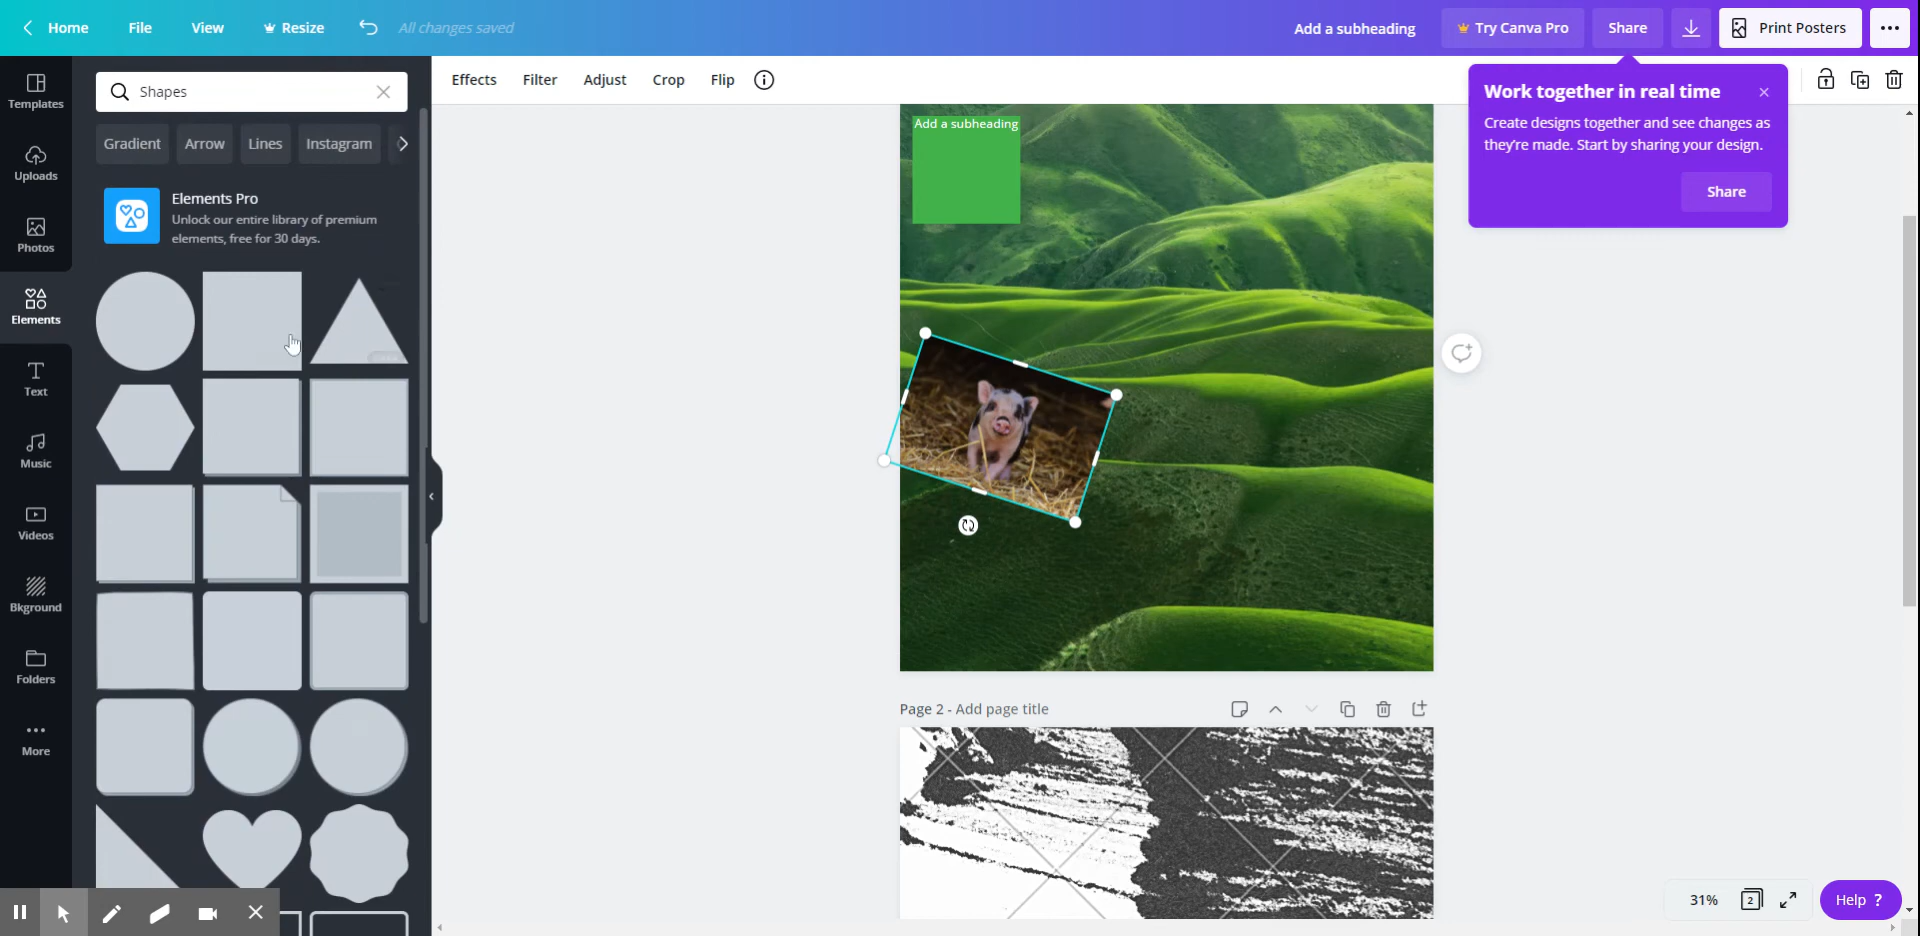 Home File View Resize All changes saved Add a subheading Try Canva Pro Share Print Posters
Templates
Uploads
Photos
Elements
Text
Music
Videos
Bkground
Folders
More
Shapes
Gradient Arrow Lines Instagram
Elements Pro
Unlock our entire library of premium
elements, free for 30 days.
Effects Filter Adjust Crop Flip
Add a subheading
Work together in real time
Create designs together and see changes as
they're made. Start by sharing your design.
Share
Page 2 - Add page title
31% 2 Help ?